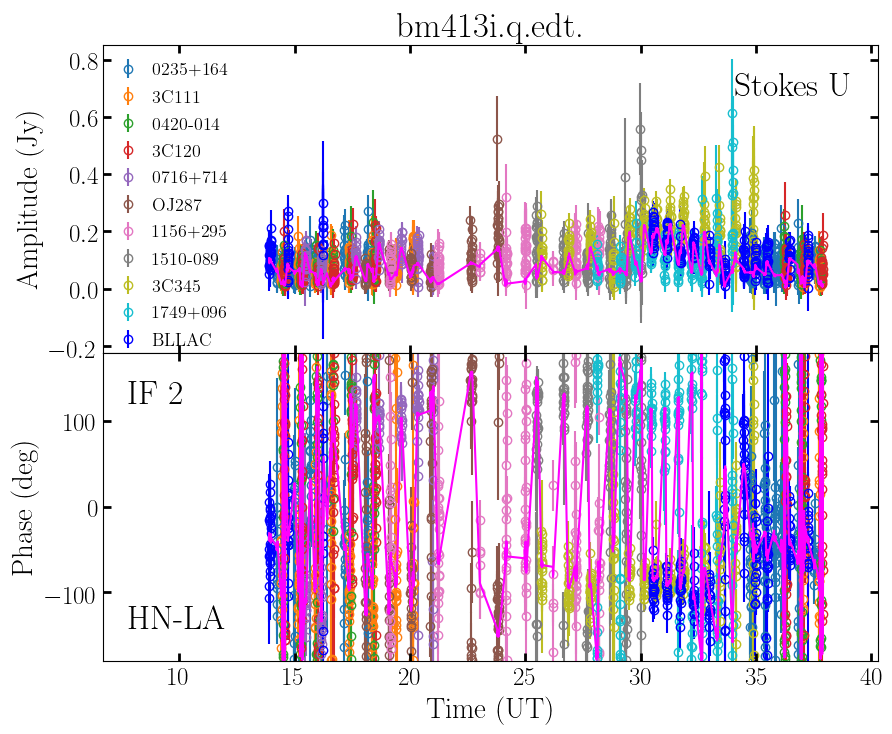 bm413i.q.edt.
Stokes U
0235+164
3C111
0420-014
3C120
0716+714
OJ287
1156+295
1510-089
3C345
1749+096
BLLAC
Amplitude (Jy)
0.8
0.6
0.4
0.2
0.0
−0.2
IF 2
HN-LA
Phase (deg)
100
0
−100
10 15 20 25 30 35 40
Time (UT)